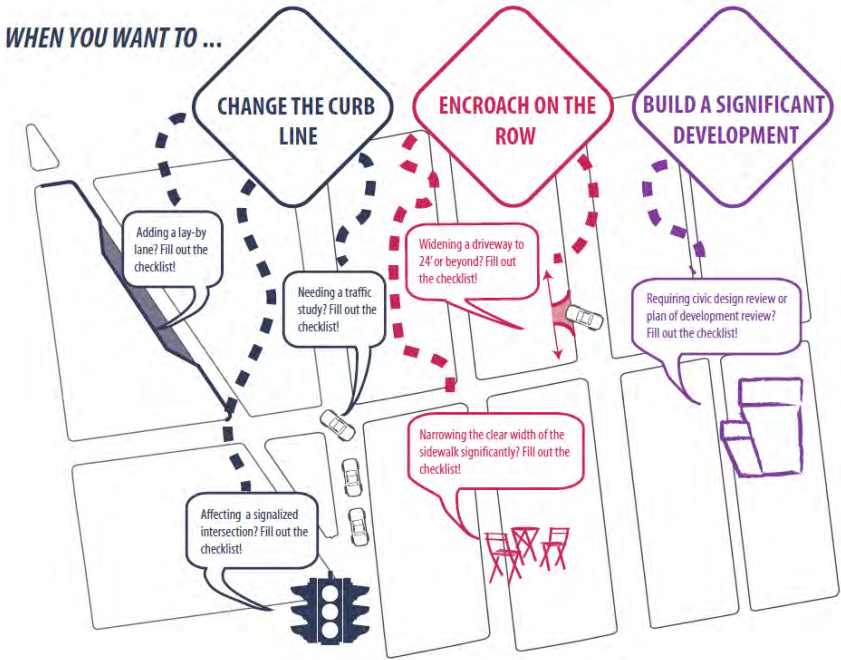 WHEN YOU WANT TO ...
CHANGE THE CURB
LINE
ENCROACH ON THE
ROW
BUILD A SIGNIFICANT
DEVELOPMENT
Adding a lay-by
lane? Fill out the
checklist!
Needing a traffic
study? Fill out the
checklist!
Widening a driveway to
24' or beyond? Fill out
the checklist!
Requiring civic design review or
plan of development review?
Fill out the checklist!
Narrowing the clear width of the
sidewalk significantly? Fill out the
checklist!
Affecting a signalized
intersection? Fill out the
checklist!